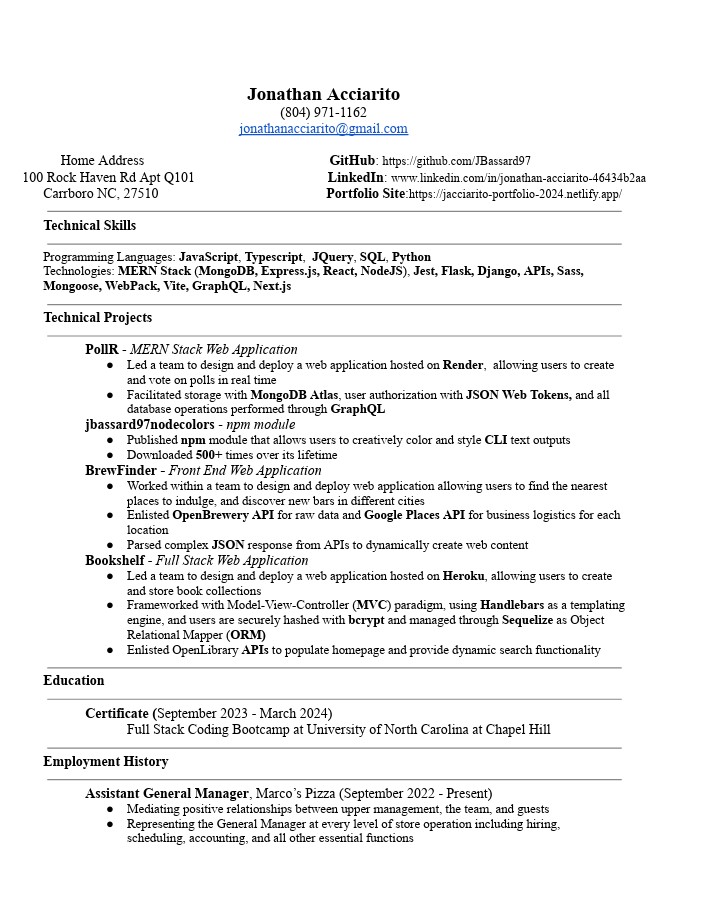 Jonathan Acciarito
(804) 971-1162
jonathanacciarito@gmail.com
Home Address
GitHub: https://github.com/JBassard97
100 Rock Haven Rd Apt Q101
LinkedIn: www.linkedin.com/in/jonathan-acciarito-46434b2aa
Carrboro NC, 27510
Portfolio Site:https://jacciarito-portfolio-2024.netlify.app/
Technical Skills
Programming Languages: JavaScript, Typescript,  JQuery, SQL, Python
Technologies: MERN Stack (MongoDB, Express.js, React, NodeJS), Jest, Flask, Django, APIs, Sass,
Mongoose, WebPack, Vite, GraphQL, Next.js
Technical Projects
PollR - MERN Stack Web Application
● Led a team to design and deploy a web application hosted on Render,  allowing users to create
and vote on polls in real time
● Facilitated storage with MongoDB Atlas, user authorization with JSON Web Tokens, and all
database operations performed through GraphQL
jbassard97nodecolors - npm module
● Published npm module that allows users to creatively color and style CLI text outputs
● Downloaded 500+ times over its lifetime
BrewFinder - Front End Web Application
● Worked within a team to design and deploy web application allowing users to find the nearest
places to indulge, and discover new bars in different cities
● Enlisted OpenBrewery API for raw data and Google Places API for business logistics for each
location
● Parsed complex JSON response from APIs to dynamically create web content
Bookshelf - Full Stack Web Application
● Led a team to design and deploy a web application hosted on Heroku, allowing users to create
and store book collections
● Frameworked with Model-View-Controller (MVC) paradigm, using Handlebars as a templating
engine, and users are securely hashed with bcrypt and managed through Sequelize as Object
Relational Mapper (ORM)
● Enlisted OpenLibrary APIs to populate homepage and provide dynamic search functionality
Education
Certificate (September 2023 - March 2024)
Full Stack Coding Bootcamp at University of North Carolina at Chapel Hill
Employment History
Assistant General Manager, Marco’s Pizza (September 2022 - Present)
● Mediating positive relationships between upper management, the team, and guests
● Representing the General Manager at every level of store operation including hiring,
scheduling, accounting, and all other essential functions